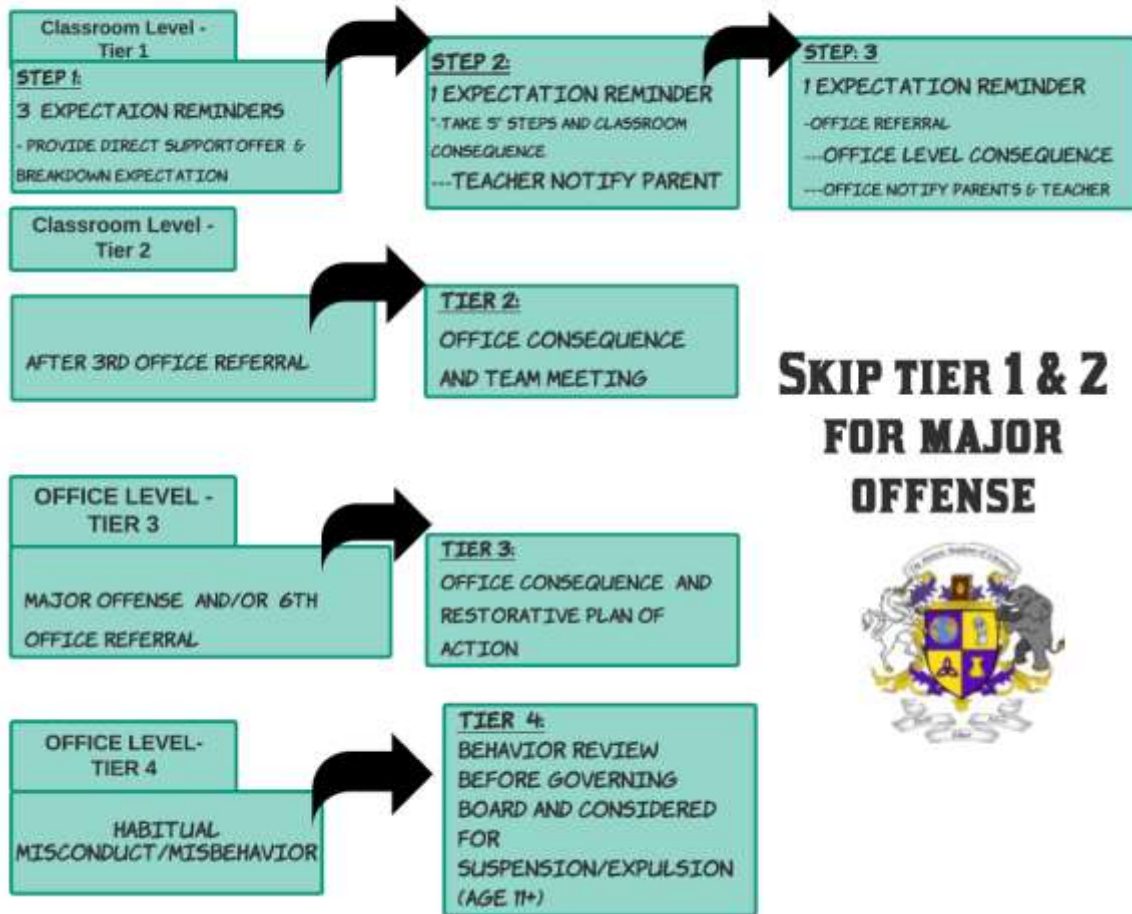 Classroom Level -
Tier 1
STEP 1:
3 EXPECTAION REMINDERS
- PROVIDE DIRECT SUPPORTOFFER &
BREAKDOWN EXPECTATION
STEP 2:
1 EXPECTATION REMINDER
"-TAKE 5" STEPS AND CLASSROOM
CONSEQUENCE
---TEACHER NOTIFY PARENT
STEP: 3
1 EXPECTATION REMINDER
-OFFICE REFERRAL
---OFFICE LEVEL CONSEQUENCE
---OFFICE NOTIFY PARENTS & TEACHER
Classroom Level -
Tier 2
AFTER 3RD OFFICE REFERRAL
TIER 2:
OFFICE CONSEQUENCE
AND TEAM MEETING
SKIP TIER 1 & 2
FOR MAJOR
OFFENSE
OFFICE LEVEL -
TIER 3
MAJOR OFFENSE AND/OR 6TH
OFFICE REFERRAL
TIER 3:
OFFICE CONSEQUENCE AND
RESTORATIVE PLAN OF
ACTION
OFFICE LEVEL-
TIER 4
HABITUAL
MISCONDUCT/MISBEHAVIOR
TIER 4:
BEHAVIOR REVIEW
BEFORE GOVERNING
BOARD AND CONSIDERED
FOR
SUSPENSION/EXPULSION
(AGE 11+)